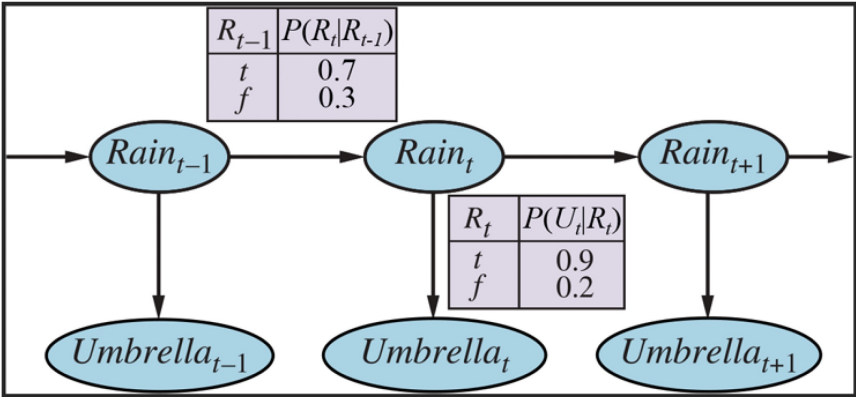 R_{t-1} P(R_t|R_{t-1})
t 0.7
f 0.3
Rain_{t-1} Rain_t Rain_{t+1}
R_t P(U_t|R_t)
t 0.9
f 0.2
Umbrella_{t-1} Umbrella_t Umbrella_{t+1}